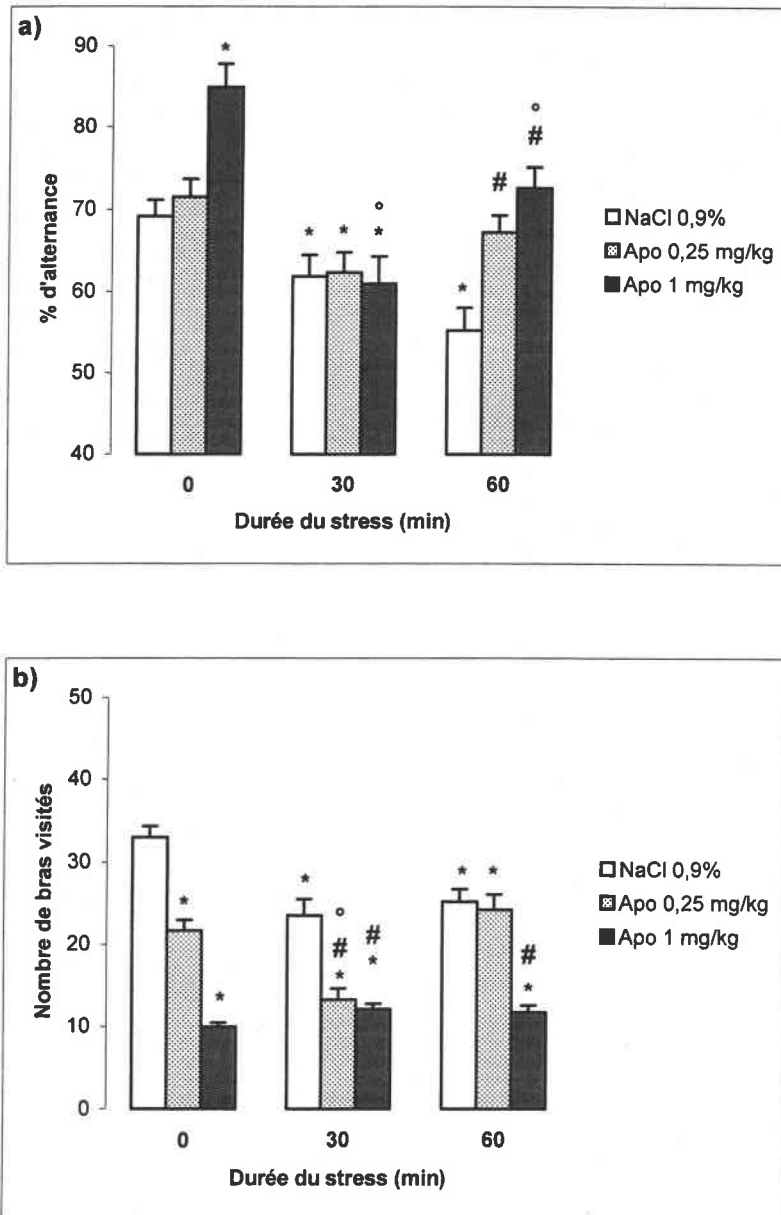 a)
90
80
70
60
50
40
% d'alternance
*
* * ° *
* # ° #
0 30 60
Durée du stress (min)
NaCl 0,9%
Apo 0,25 mg/kg
Apo 1 mg/kg
b)
50
40
30
20
10
0
Nombre de bras visités
* *
* ° # * # *
* * # *
0 30 60
Durée du stress (min)
NaCl 0,9%
Apo 0,25 mg/kg
Apo 1 mg/kg